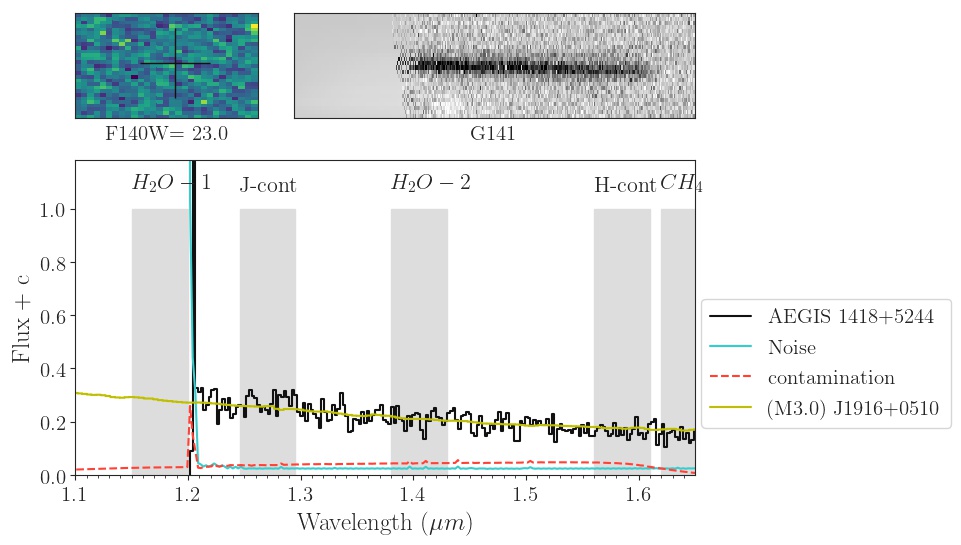 F140W= 23.0
G141
H₂O − 1
J-cont
H₂O − 2
H-cont
CH₄
1.0
0.8
0.6
0.4
0.2
0.0
Flux + c
1.1
1.2
1.3
1.4
1.5
1.6
Wavelength (μm)
AEGIS 1418+5244
Noise
contamination
(M3.0) J1916+0510